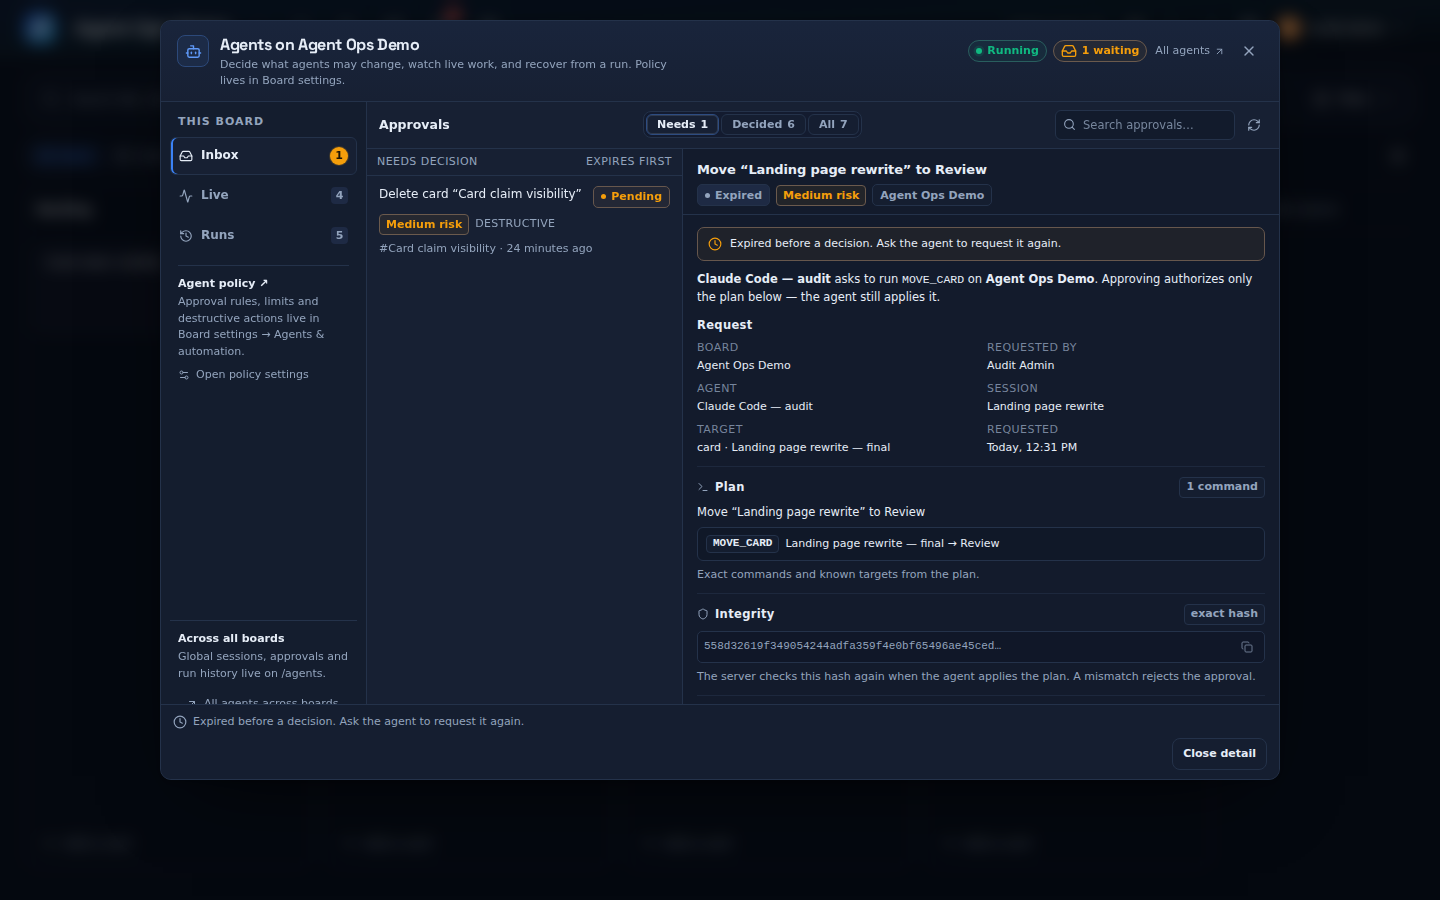 Agents on Agent Ops Demo
Decide what agents may change, watch live work, and recover from a run. Policy
lives in Board settings.
Running
1 waiting
All agents ↗
THIS BOARD
Inbox 1
Live 4
Runs 5
Agent policy ↗
Approval rules, limits and
destructive actions live in
Board settings → Agents &
automation.
Open policy settings
Across all boards
Global sessions, approvals and
run history live on /agents.
All agents across boards
Approvals
Needs 1
Decided 6
All 7
Search approvals...
NEEDS DECISION
EXPIRES FIRST
Delete card “Card claim visibility”
Pending
Medium risk
DESTRUCTIVE
#Card claim visibility · 24 minutes ago
Move “Landing page rewrite” to Review
Expired
Medium risk
Agent Ops Demo
Expired before a decision. Ask the agent to request it again.
Claude Code — audit asks to run MOVE_CARD on Agent Ops Demo. Approving authorizes only
the plan below — the agent still applies it.
Request
BOARD
Agent Ops Demo
REQUESTED BY
Audit Admin
AGENT
Claude Code — audit
SESSION
Landing page rewrite
TARGET
card · Landing page rewrite — final
REQUESTED
Today, 12:31 PM
Plan
1 command
Move “Landing page rewrite” to Review
MOVE_CARD Landing page rewrite — final → Review
Exact commands and known targets from the plan.
Integrity
exact hash
558d32619f349054244adfa359f4e0bf65496ae45ced…
The server checks this hash again when the agent applies the plan. A mismatch rejects the approval.
Expired before a decision. Ask the agent to request it again.
Close detail